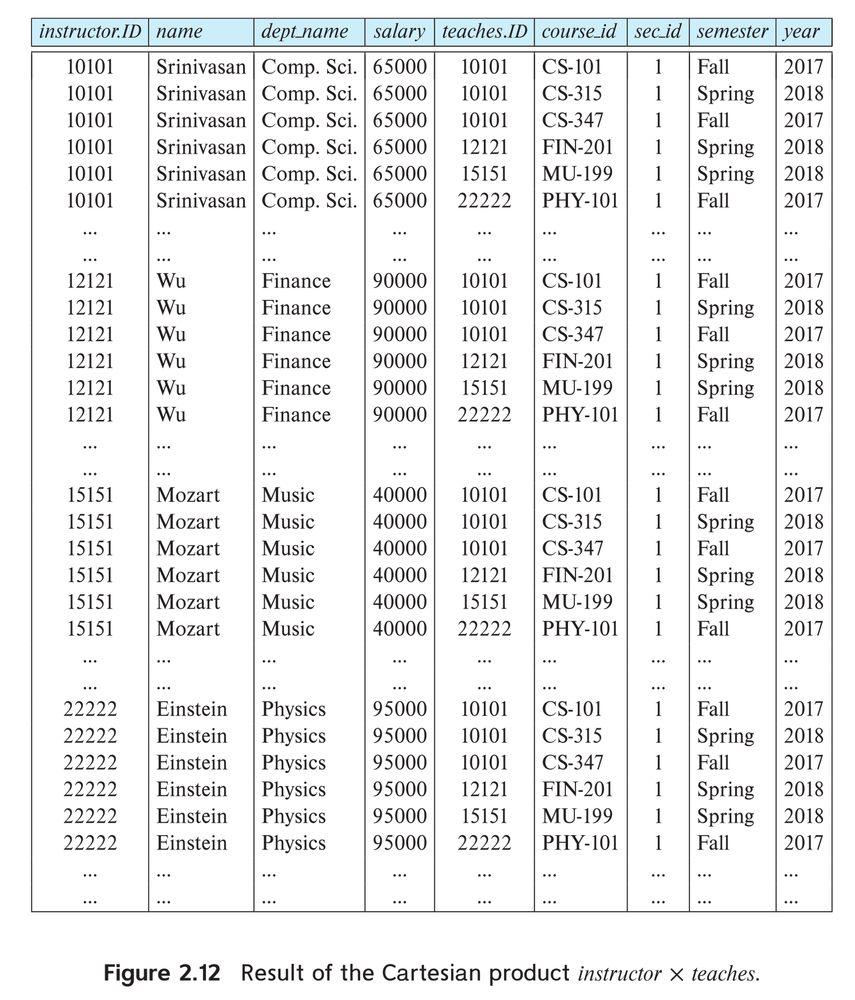 instructor.ID name dept_name salary teaches.ID course_id sec_id semester year
10101 Srinivasan Comp. Sci. 65000 10101 CS-101 1 Fall 2017
10101 Srinivasan Comp. Sci. 65000 10101 CS-315 1 Spring 2018
10101 Srinivasan Comp. Sci. 65000 10101 CS-347 1 Fall 2017
10101 Srinivasan Comp. Sci. 65000 12121 FIN-201 1 Spring 2018
10101 Srinivasan Comp. Sci. 65000 15151 MU-199 1 Spring 2018
10101 Srinivasan Comp. Sci. 65000 22222 PHY-101 1 Fall 2017
... ... ... ... ... ... ... ... ...
... ... ... ... ... ... ... ... ...
12121 Wu Finance 90000 10101 CS-101 1 Fall 2017
12121 Wu Finance 90000 10101 CS-315 1 Spring 2018
12121 Wu Finance 90000 10101 CS-347 1 Fall 2017
12121 Wu Finance 90000 12121 FIN-201 1 Spring 2018
12121 Wu Finance 90000 15151 MU-199 1 Spring 2018
12121 Wu Finance 90000 22222 PHY-101 1 Fall 2017
... ... ... ... ... ... ... ... ...
... ... ... ... ... ... ... ... ...
15151 Mozart Music 40000 10101 CS-101 1 Fall 2017
15151 Mozart Music 40000 10101 CS-315 1 Spring 2018
15151 Mozart Music 40000 10101 CS-347 1 Fall 2017
15151 Mozart Music 40000 12121 FIN-201 1 Spring 2018
15151 Mozart Music 40000 15151 MU-199 1 Spring 2018
15151 Mozart Music 40000 22222 PHY-101 1 Fall 2017
... ... ... ... ... ... ... ... ...
... ... ... ... ... ... ... ... ...
22222 Einstein Physics 95000 10101 CS-101 1 Fall 2017
22222 Einstein Physics 95000 10101 CS-315 1 Spring 2018
22222 Einstein Physics 95000 10101 CS-347 1 Fall 2017
22222 Einstein Physics 95000 12121 FIN-201 1 Spring 2018
22222 Einstein Physics 95000 15151 MU-199 1 Spring 2018
22222 Einstein Physics 95000 22222 PHY-101 1 Fall 2017
... ... ... ... ... ... ... ... ...
... ... ... ... ... ... ... ... ...
Figure 2.12 Result of the Cartesian product instructor × teaches.